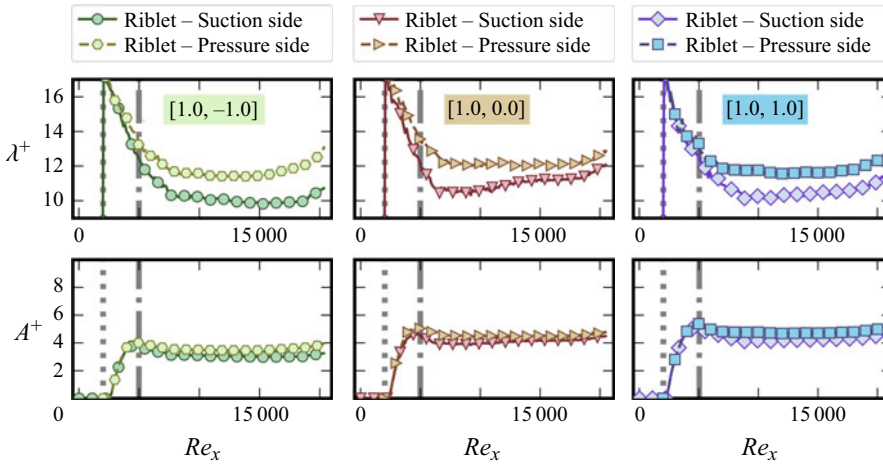 Riblet – Suction side
Riblet – Pressure side
Riblet – Suction side
Riblet – Pressure side
Riblet – Suction side
Riblet – Pressure side
λ+
16
14
12
10
[1.0, –1.0]
[1.0, 0.0]
[1.0, 1.0]
0
15 000
0
15 000
0
15 000
A+
8
6
4
2
0
15 000
0
15 000
0
15 000
Rex
Rex
Rex